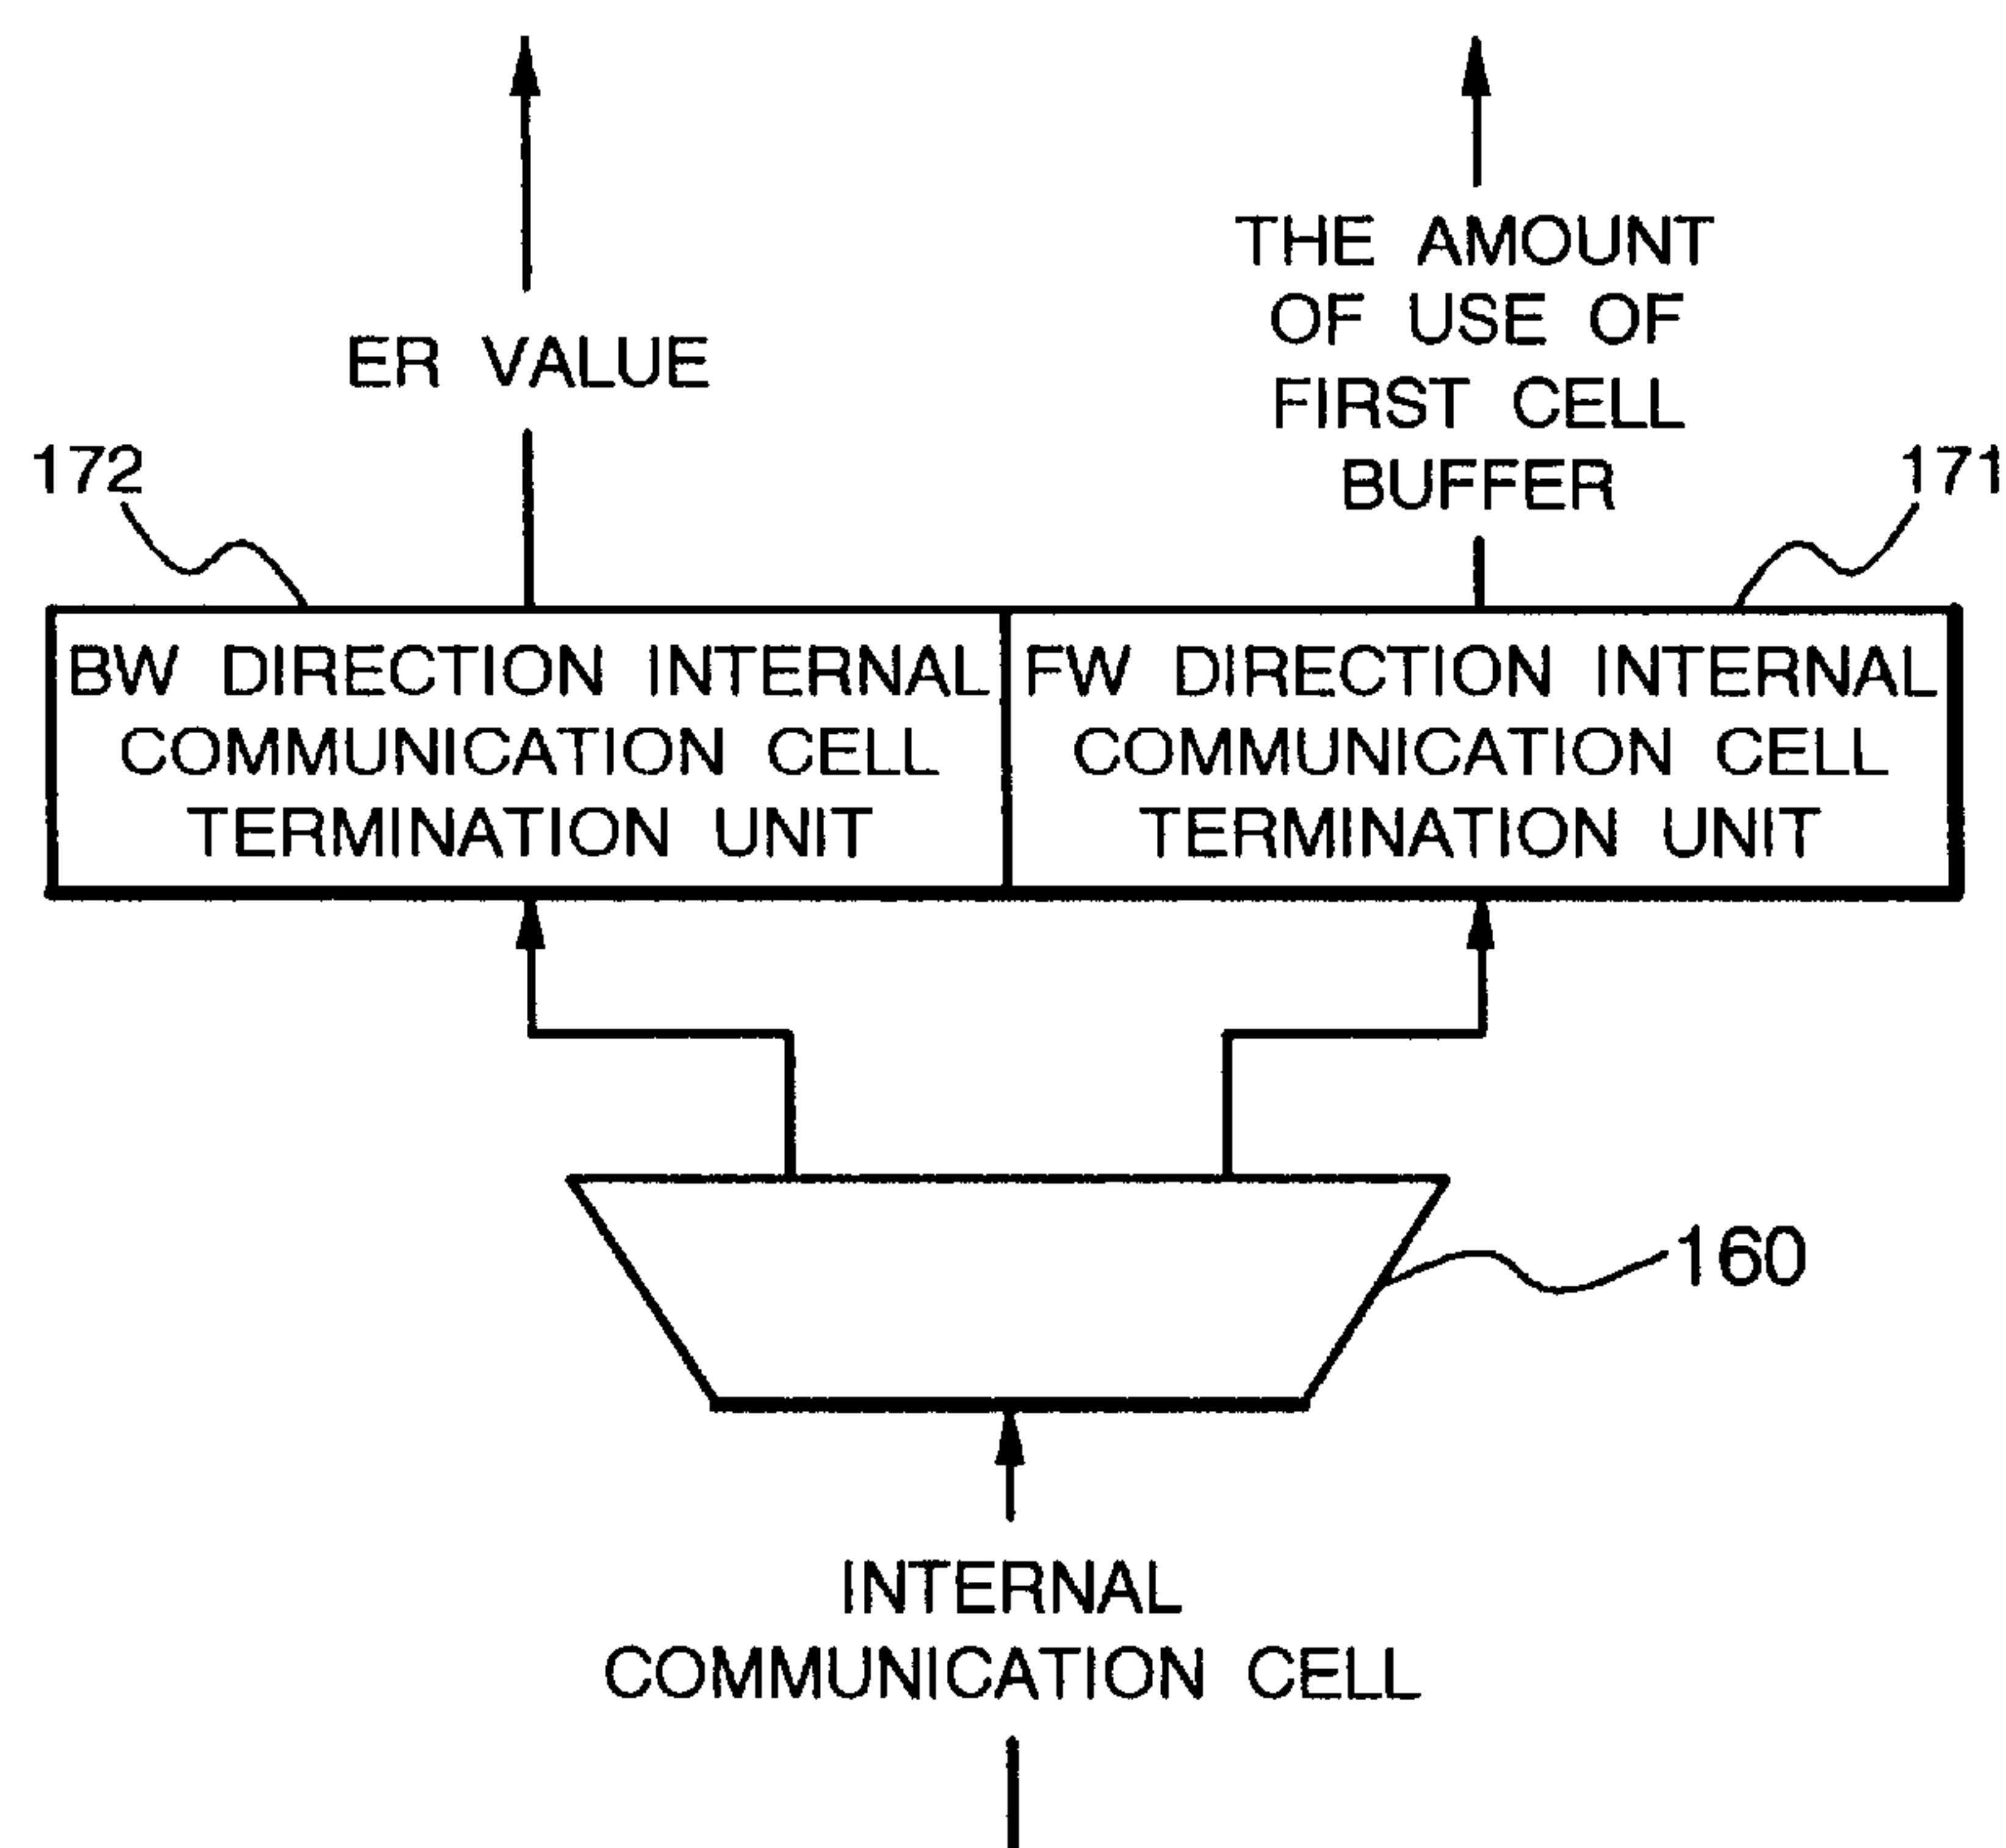 ER VALUE
THE AMOUNT
OF USE OF
FIRST CELL
BUFFER
172
171
BW DIRECTION INTERNAL
COMMUNICATION CELL
TERMINATION UNIT
FW DIRECTION INTERNAL
COMMUNICATION CELL
TERMINATION UNIT
160
INTERNAL
COMMUNICATION CELL